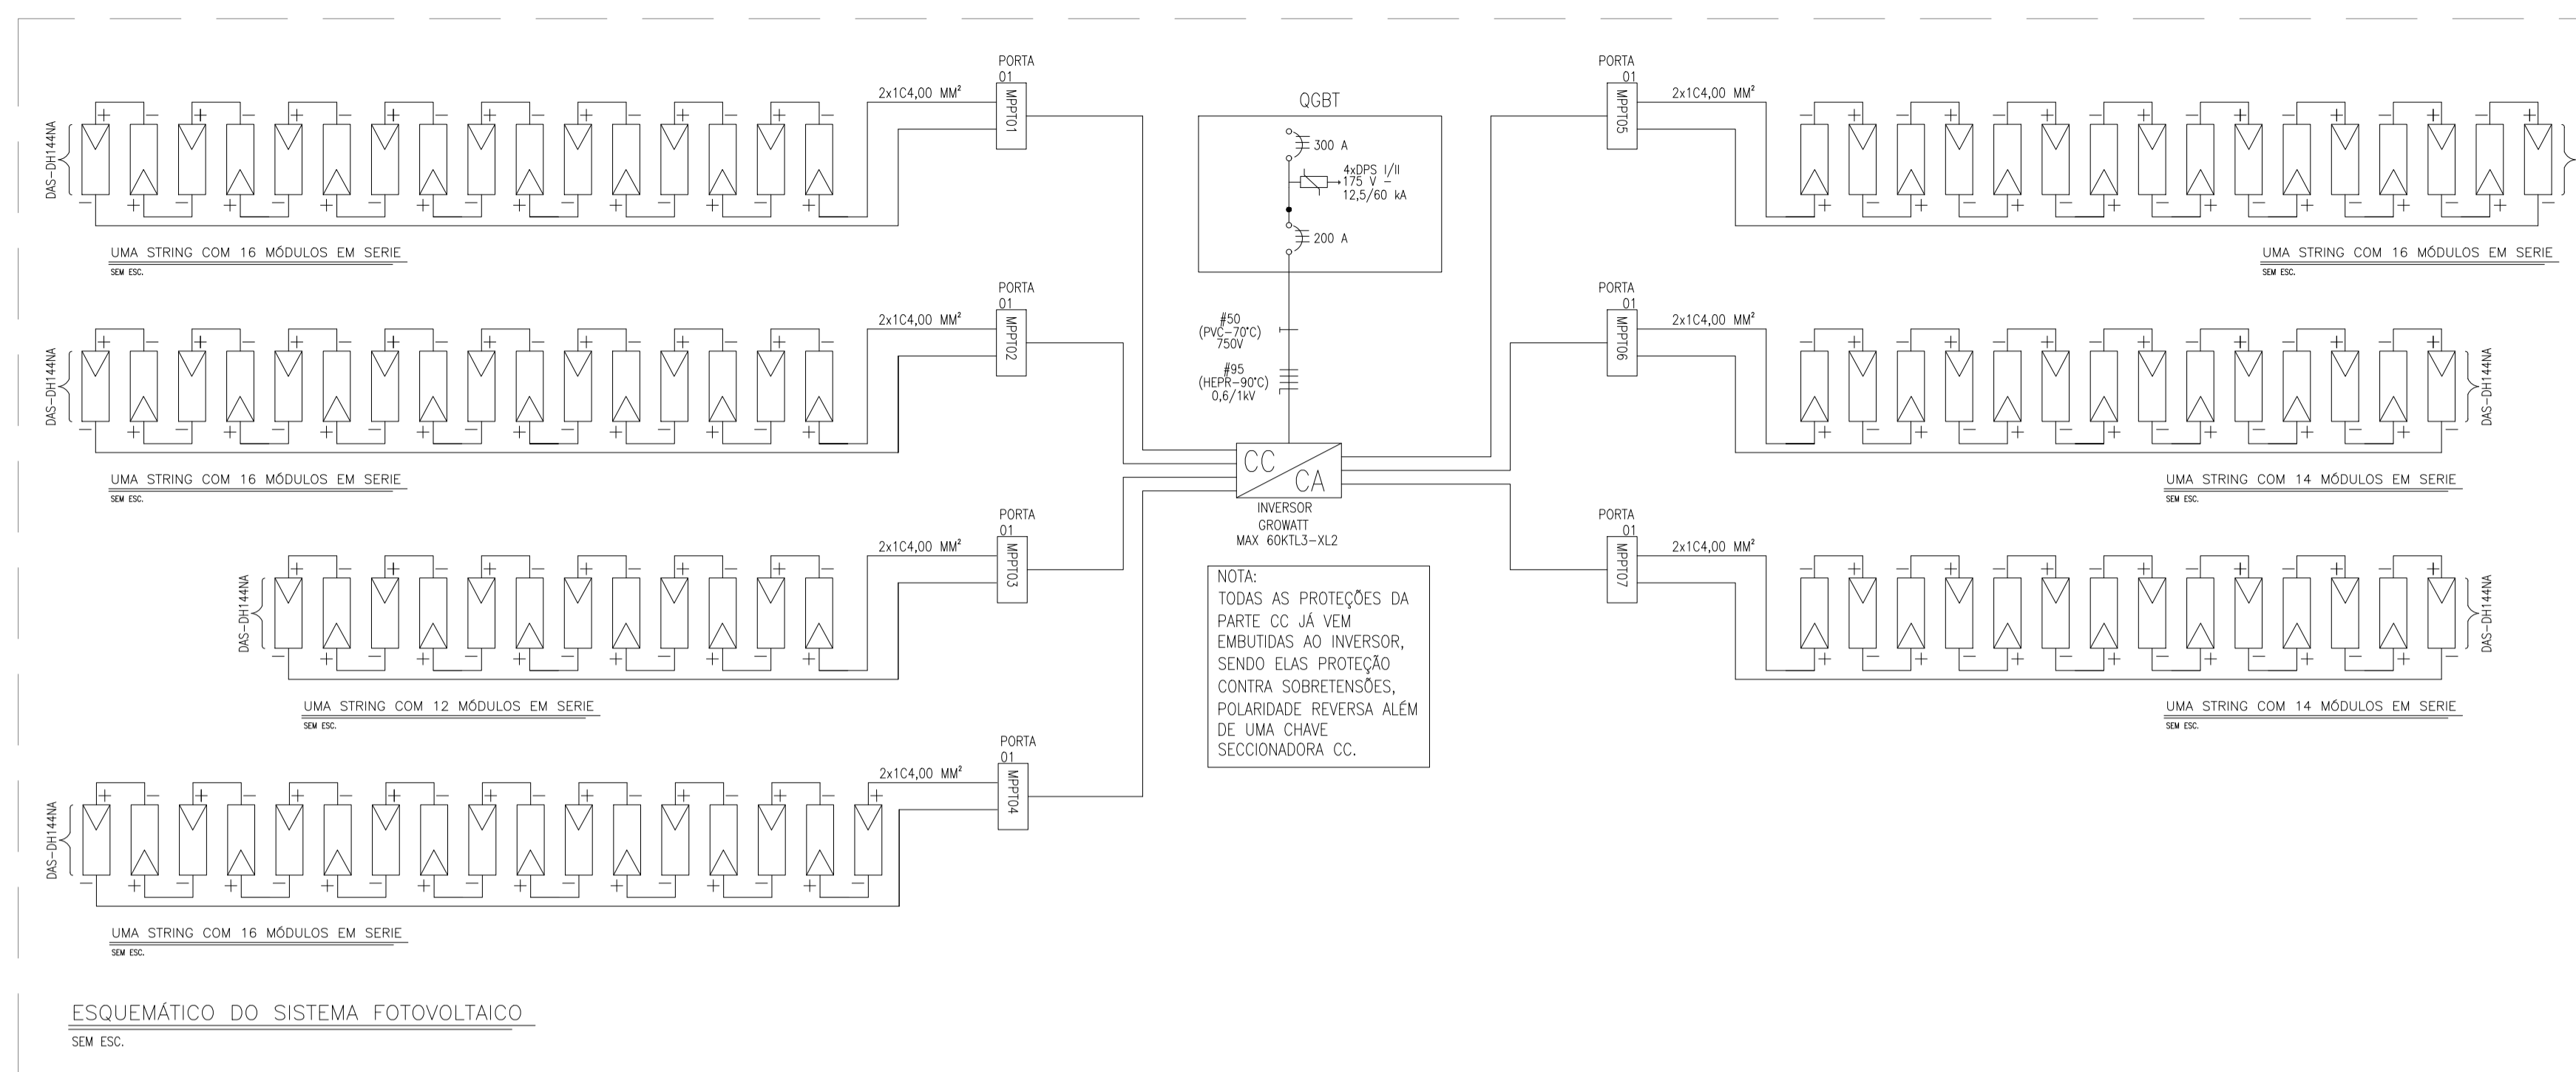 PORTA
01
MPPT01
2x1C4,00 MM²
DAS-DH144NA
UMA STRING COM 16 MÓDULOS EM SERIE
SEM ESC.
PORTA
01
MPPT02
2x1C4,00 MM²
DAS-DH144NA
UMA STRING COM 16 MÓDULOS EM SERIE
SEM ESC.
PORTA
01
MPPT03
2x1C4,00 MM²
DAS-DH144NA
UMA STRING COM 12 MÓDULOS EM SERIE
SEM ESC.
PORTA
01
MPPT04
2x1C4,00 MM²
DAS-DH144NA
UMA STRING COM 16 MÓDULOS EM SERIE
SEM ESC.
QGBT
300 A
4xDPS I/II
175 V -
12,5/60 kA
200 A
#50
(PVC-70°C)
750V
#95
(HEPR-90°C)
0,6/1kV
CC
CA
INVERSOR
GROWATT
MAX 60KTL3-XL2
NOTA:
TODAS AS PROTEÇÕES DA
PARTE CC JÁ VEM
EMBUTIDAS AO INVERSOR,
SENDO ELAS PROTEÇÃO
CONTRA SOBRETENSÕES,
POLARIDADE REVERSA ALÉM
DE UMA CHAVE
SECCIONADORA CC.
PORTA
01
MPPT05
2x1C4,00 MM²
UMA STRING COM 16 MÓDULOS EM SERIE
SEM ESC.
PORTA
01
MPPT06
2x1C4,00 MM²
DAS-DH144NA
UMA STRING COM 14 MÓDULOS EM SERIE
SEM ESC.
PORTA
01
MPPT07
2x1C4,00 MM²
DAS-DH144NA
UMA STRING COM 14 MÓDULOS EM SERIE
SEM ESC.
ESQUEMÁTICO DO SISTEMA FOTOVOLTAICO
SEM ESC.